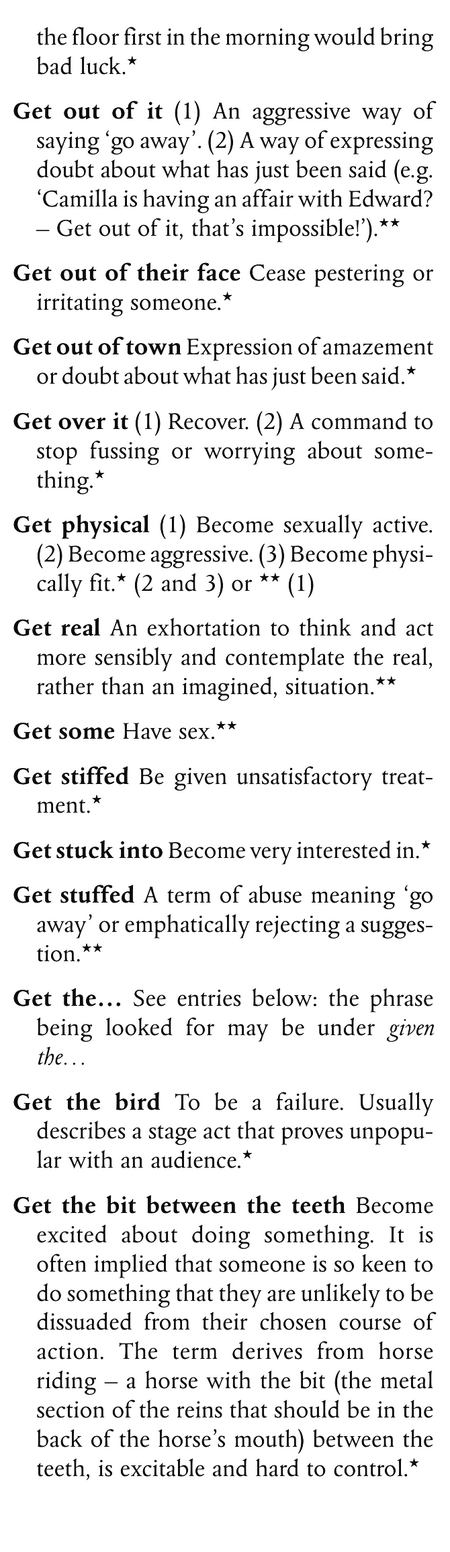 the floor first in the morning would bring
bad luck.★
Get out of it (1) An aggressive way of
saying ‘go away’. (2) A way of expressing
doubt about what has just been said (e.g.
‘Camilla is having an affair with Edward?
– Get out of it, that’s impossible!’).★★
Get out of their face Cease pestering or
irritating someone.★
Get out of town Expression of amazement
or doubt about what has just been said.★
Get over it (1) Recover. (2) A command to
stop fussing or worrying about some-
thing.★
Get physical (1) Become sexually active.
(2) Become aggressive. (3) Become physi-
cally fit.★ (2 and 3) or ★★ (1)
Get real An exhortation to think and act
more sensibly and contemplate the real,
rather than an imagined, situation.★★
Get some Have sex.★★
Get stiffed Be given unsatisfactory treat-
ment.★
Get stuck into Become very interested in.★
Get stuffed A term of abuse meaning ‘go
away’ or emphatically rejecting a sugges-
tion.★★
Get the… See entries below: the phrase
being looked for may be under given
the…
Get the bird To be a failure. Usually
describes a stage act that proves unpopu-
lar with an audience.★
Get the bit between the teeth Become
excited about doing something. It is
often implied that someone is so keen to
do something that they are unlikely to be
dissuaded from their chosen course of
action. The term derives from horse
riding – a horse with the bit (the metal
section of the reins that should be in the
back of the horse’s mouth) between the
teeth, is excitable and hard to control.★